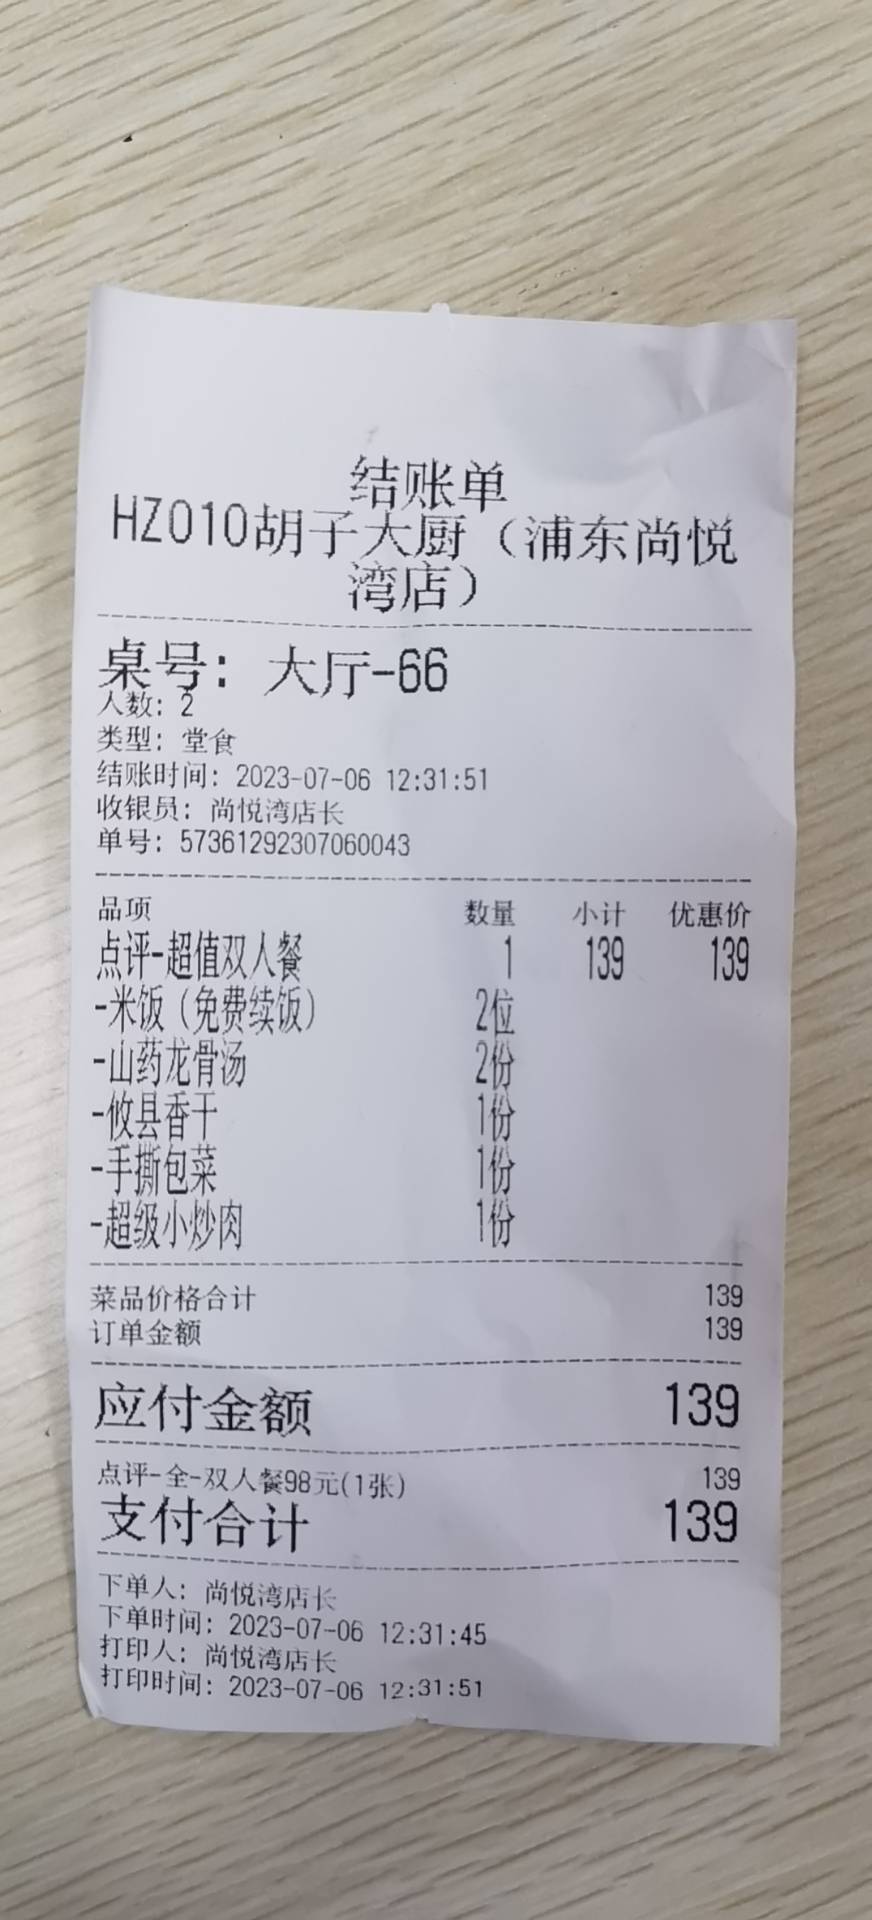 结账单
HZ010胡子大厨（浦东尚悦
湾店）
桌号：大厅-66
人数：2
类型：堂食
结账时间：2023-07-06 12:31:51
收银员：尚悦湾店长
单号：573612923070600​43
品项 数量 小计 优惠价
点评-超值双人餐 1 139 139
-米饭（免费续饭） 2位
-山药龙骨汤 2份
-攸县香干 1份
-手撕包菜 1份
-超级小炒肉 1份
菜品价格合计 139
订单金额 139
应付金额 139
点评-全-双人餐98元(1张) 139
支付合计 139
下单人：尚悦湾店长
下单时间：2023-07-06 12:31:45
打印人：尚悦湾店长
打印时间：2023-07-06 12:31:51